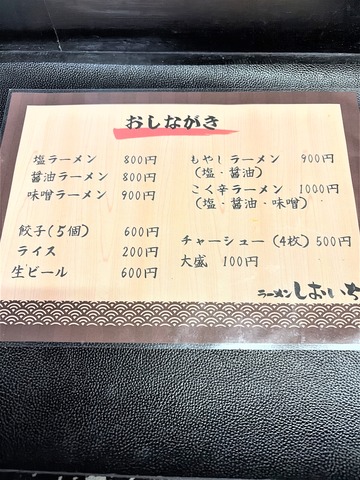 おしながき
塩ラーメン 800円
醤油ラーメン 800円
味噌ラーメン 900円
餃子(5個) 600円
ライス 200円
生ビール 600円
もやしラーメン 900円
(塩・醤油)
こく辛ラーメン 1000円
(塩・醤油・味噌)
チャーシュー(4枚)500円
大盛 100円
ラーメンしおいち